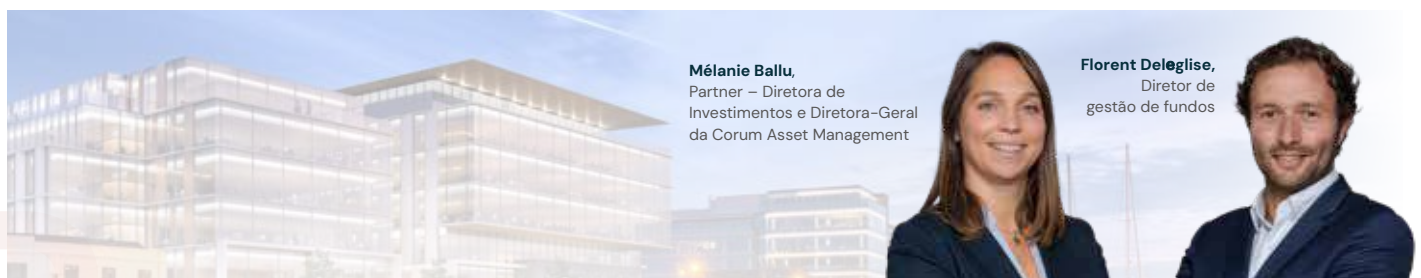 Mélanie Ballu,
Partner – Diretora de
Investimentos e Diretora-Geral
da Corum Asset Management
Florent Deleglise,
Diretor de
gestão de fundos